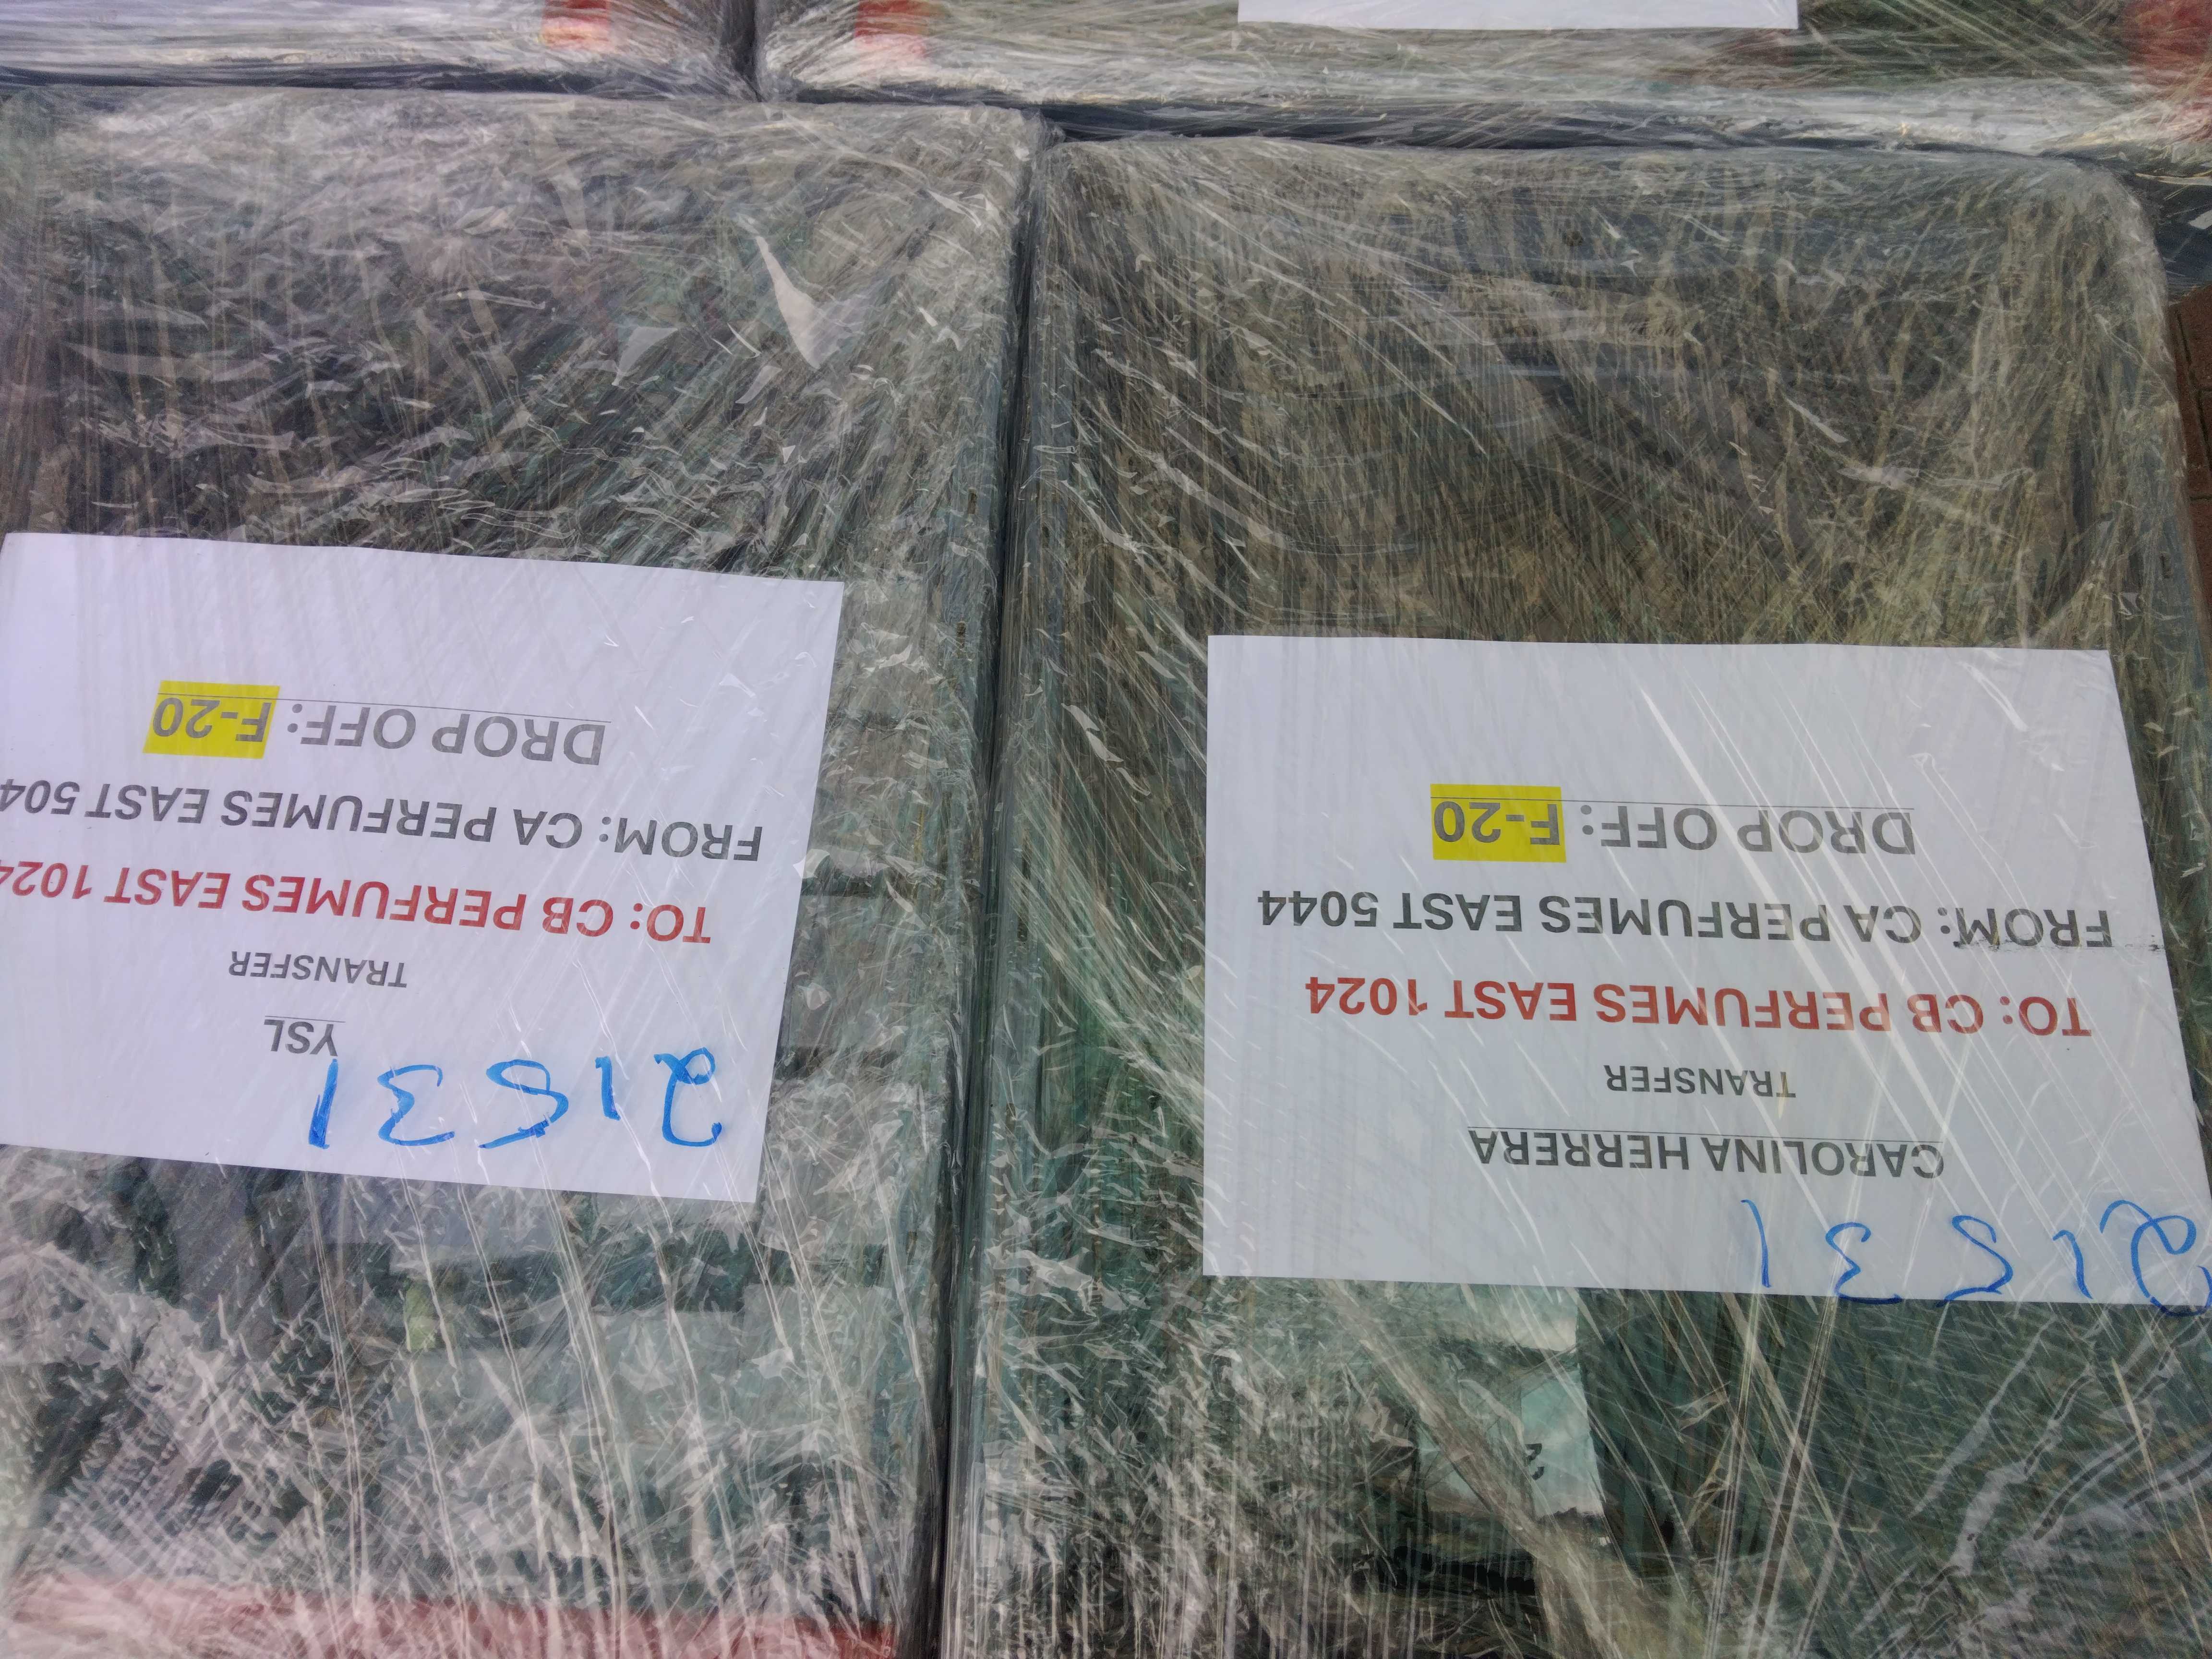 21531
YSL
TRANSFER
TO: CB PERFUMES EAST 1024
FROM: CA PERFUMES EAST 504
DROP OFF: F-20
21531
CAROLINA HERRERA
TRANSFER
TO: CB PERFUMES EAST 1024
FROM: CA PERFUMES EAST 5044
DROP OFF: F-20